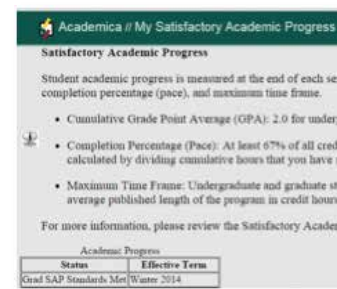 Academica // My Satisfactory Academic Progress
Satisfactory Academic Progress
Student academic progress is measured at the end of each se
completion percentage (pace), and maximum time frame.
• Cumulative Grade Point Average (GPA): 2.0 for under
• Completion Percentage (Pace): At least 67% of all cred
calculated by dividing cumulative hours that you have
• Maximum Time Frame: Undergraduate and graduate st
average published length of the program in credit hours
For more information, please review the Satisfactory Acader
Academic Progress
Status Effective Term
Grad SAP Standards Met Winter 2014